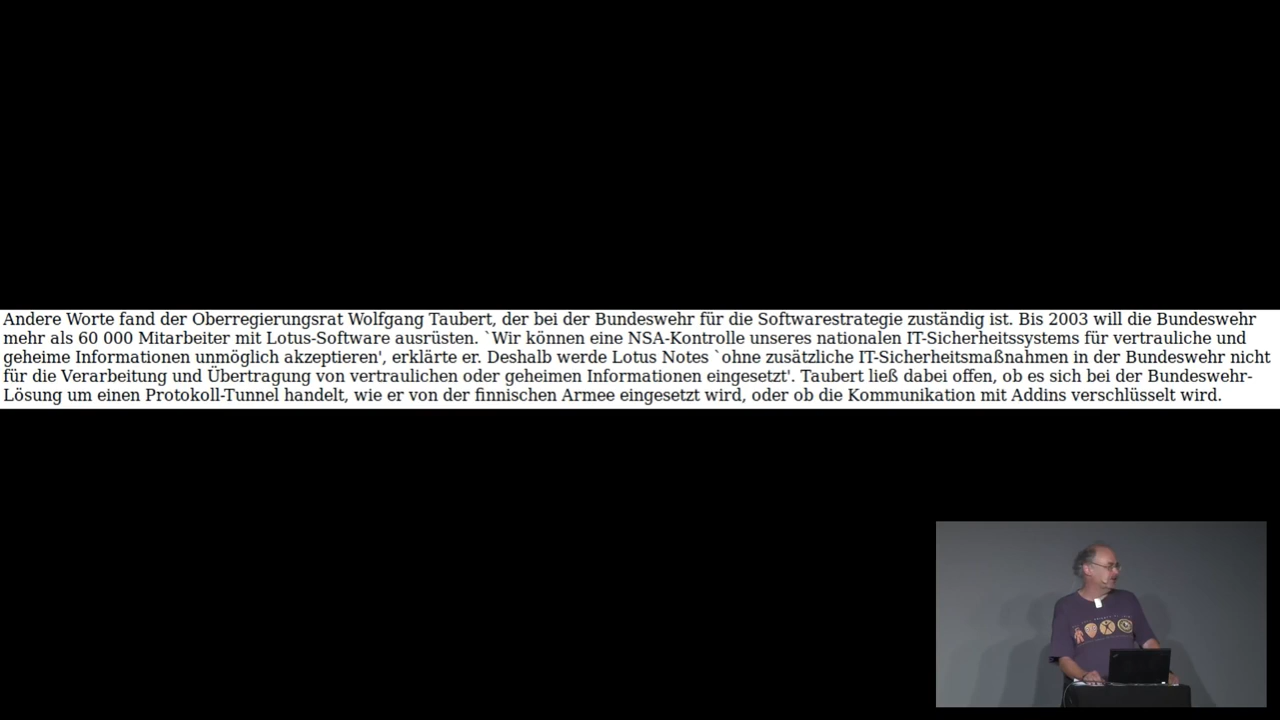 Andere Worte fand der Oberregierungsrat Wolfgang Taubert, der bei der Bundeswehr für die Softwarestrategie zuständig ist. Bis 2003 will die Bundeswehr
mehr als 60 000 Mitarbeiter mit Lotus-Software ausrüsten. `Wir können eine NSA-Kontrolle unseres nationalen IT-Sicherheitssystems für vertrauliche und
geheime Informationen unmöglich akzeptieren', erklärte er. Deshalb werde Lotus Notes `ohne zusätzliche IT-Sicherheitsmaßnahmen in der Bundeswehr nicht
für die Verarbeitung und Übertragung von vertraulichen oder geheimen Informationen eingesetzt'. Taubert ließ dabei offen, ob es sich bei der Bundeswehr-
Lösung um einen Protokoll-Tunnel handelt, wie er von der finnischen Armee eingesetzt wird, oder ob die Kommunikation mit Addins verschlüsselt wird.